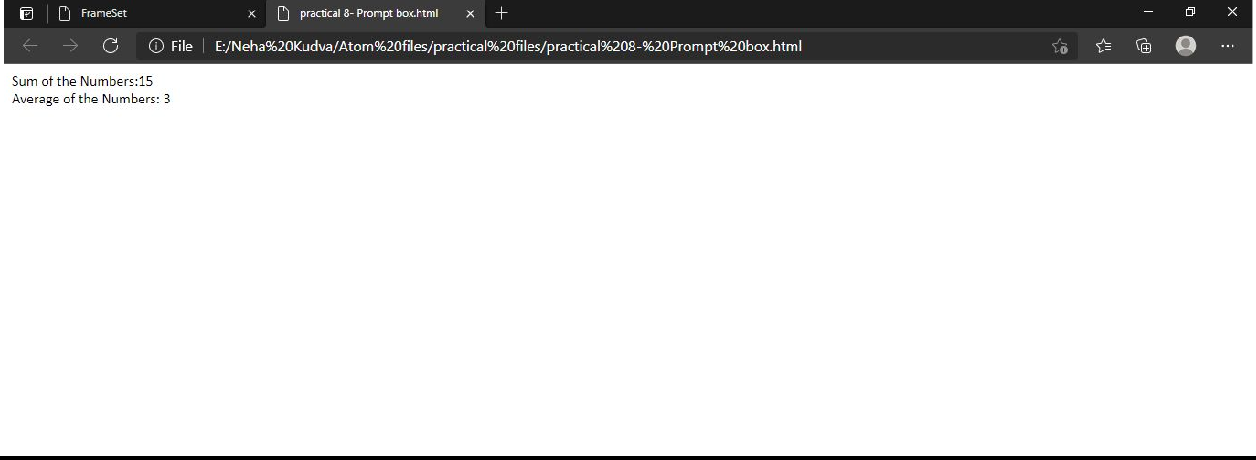 FrameSet
practical 8- Prompt box.html
File
E:/Neha%20Kudva/Atom%20files/practical%20files/practical%208-%20Prompt%20box.html
Sum of the Numbers:15
Average of the Numbers: 3